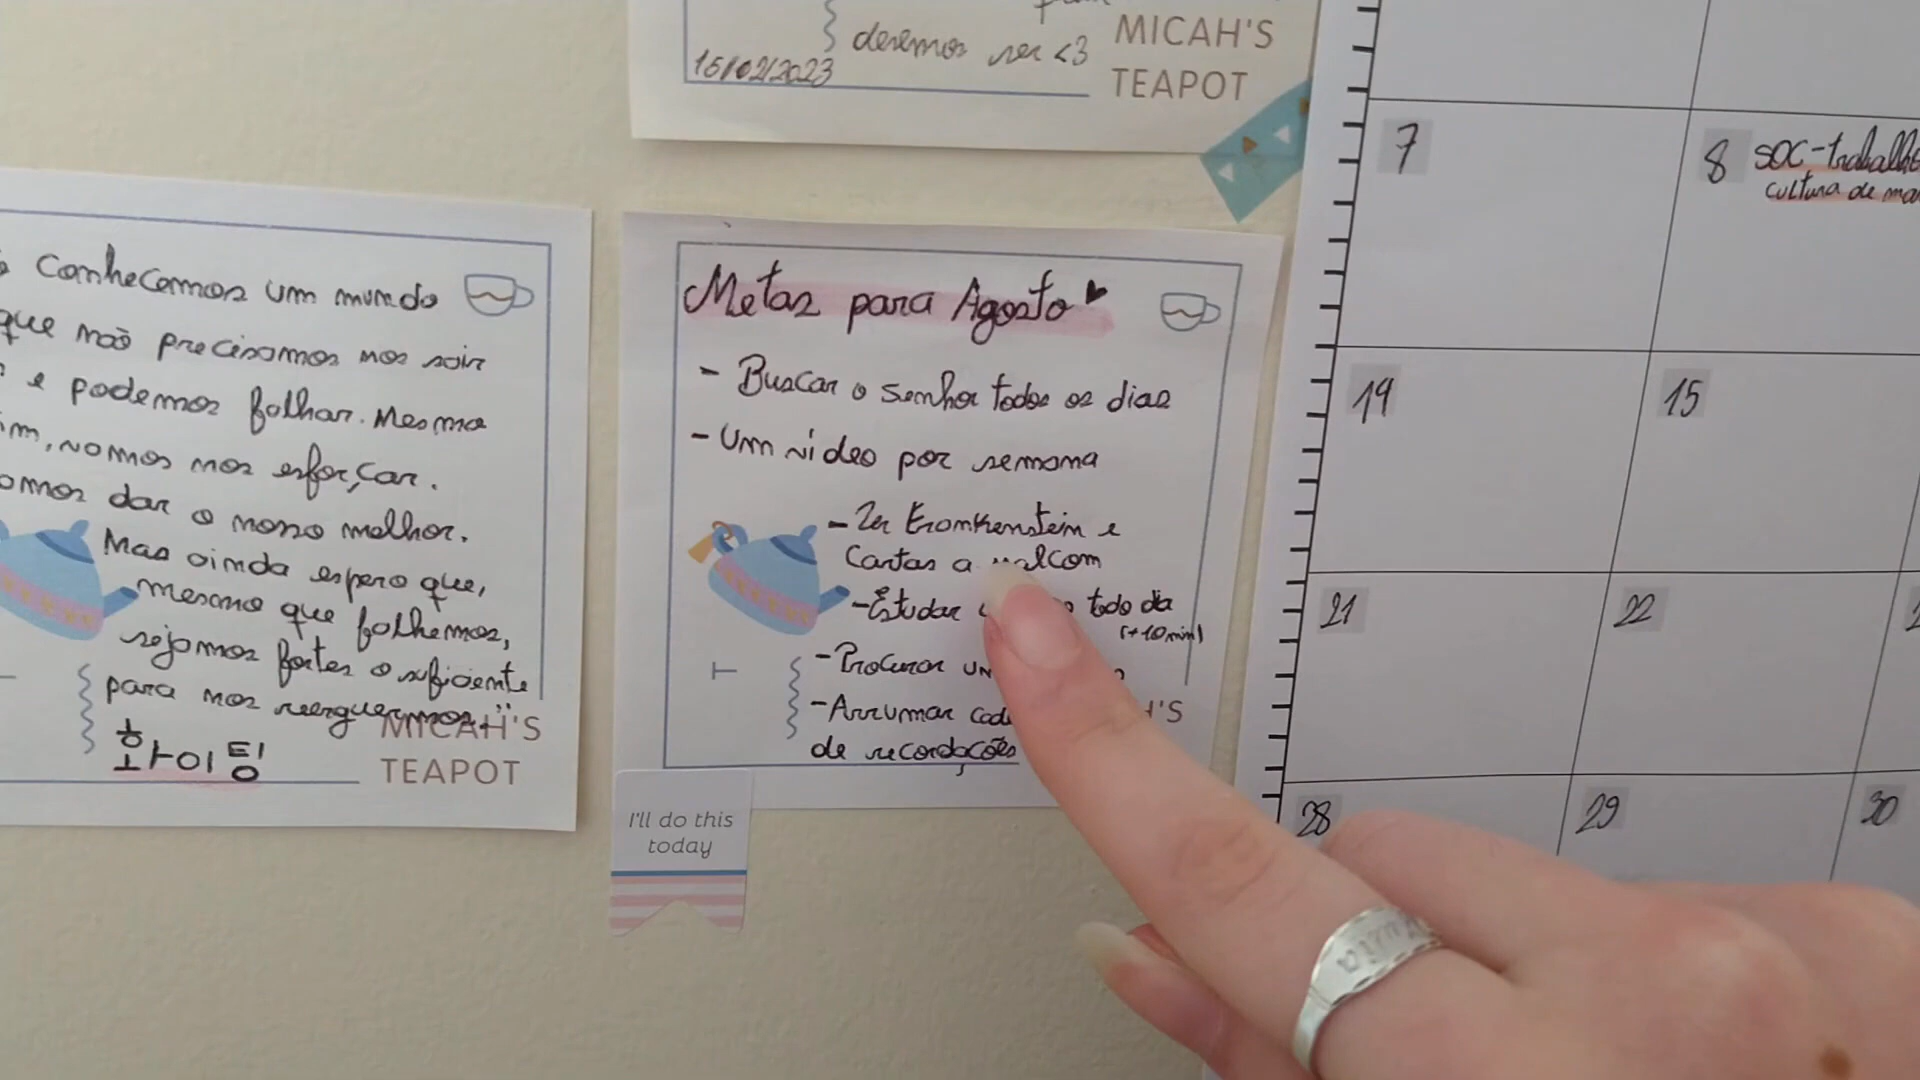 devemos ser <3
15/02/2023
MICAH'S
TEAPOT
Conhecemos um mundo
que não precisamos nos sair
e podemos falhar. Mesmo
im, vamos nos esforçar.
amos dar o nosso melhor.
Mas ainda espero que,
mesmo que falhemos,
sejamos fortes o suficiente
para nos reerguermos.
화이팅
MICAH'S
TEAPOT
Metas para Agosto
- Buscar o Senhor todos os dias
- Um vídeo por semana
- Ler Frankenstein e
Cartas a Malcom
- Estudar todo dia
(+10min)
- Procurar
- Arrumar
de recordações
H'S
I'll do this
today
7
8 SOC-trabalho
cultura de
14
15
21
22
28
29
30